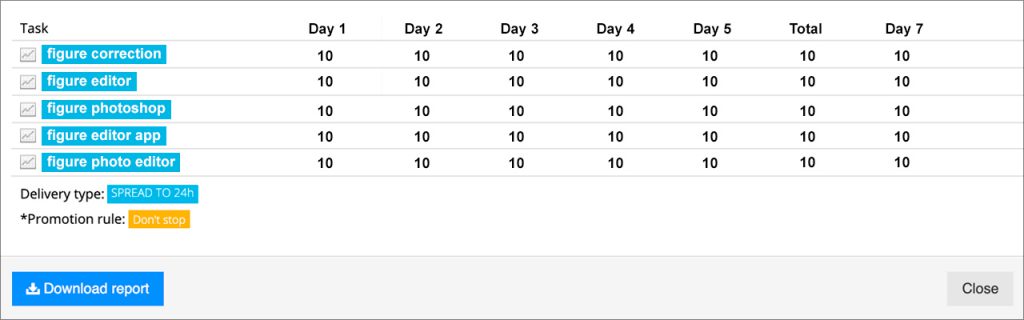 Task Day 1 Day 2 Day 3 Day 4 Day 5 Total Day 7
figure correction 10 10 10 10 10 10 10
figure editor 10 10 10 10 10 10 10
figure photoshop 10 10 10 10 10 10 10
figure editor app 10 10 10 10 10 10 10
figure photo editor 10 10 10 10 10 10 10
Delivery type: SPREAD TO 24h
*Promotion rule: Don't stop
Download report Close